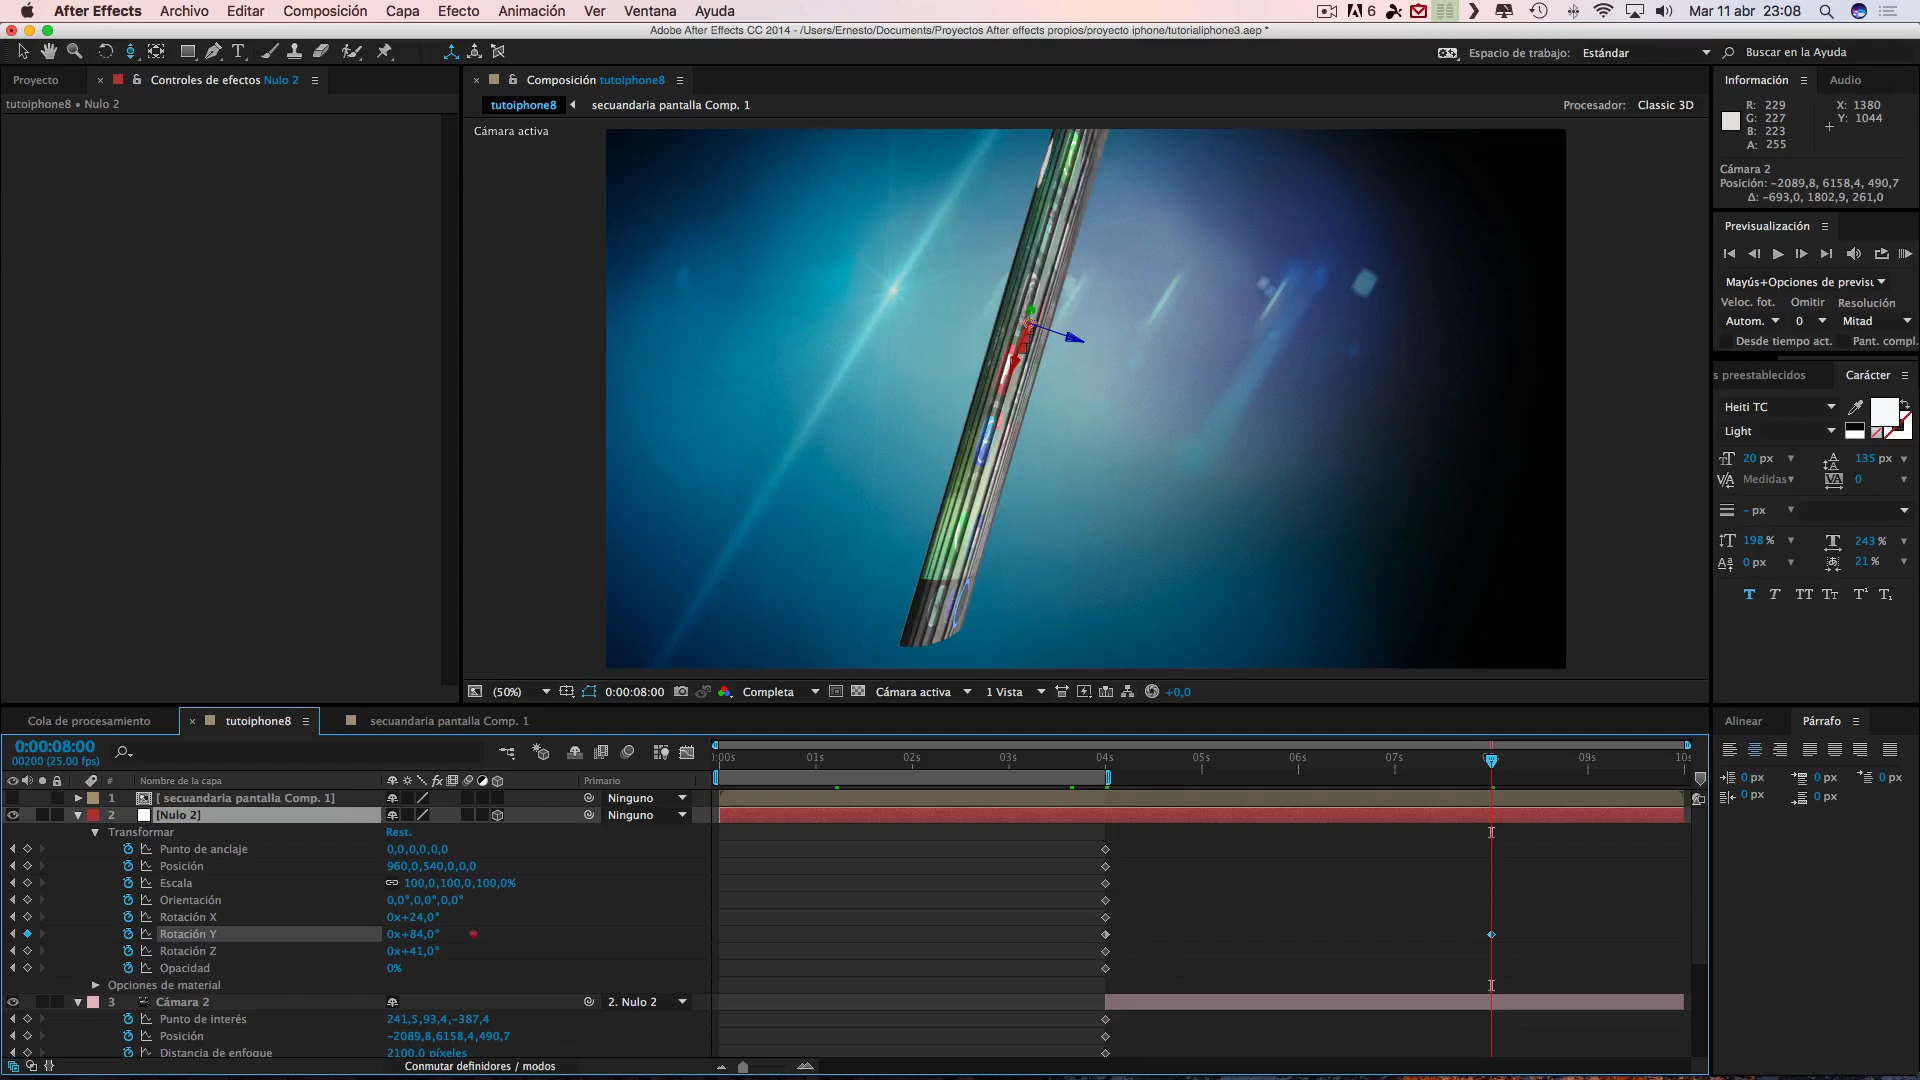 After Effects Archivo Editar Composición Capa Efecto Animación Ver Ventana Ayuda 6 Mar 11 abr 23:08
Adobe After Effects CC 2014 - /Users/Ernesto/Documents/Proyectos After effects propios/proyecto iphone/tutorialiphone3.aep *
Espacio de trabajo: Estándar Buscar en la Ayuda
Proyecto × Controles de efectos Nulo 2
tutoiphone8 • Nulo 2
× Composición tutoiphone8
tutoiphone8 secuandaria pantalla Comp. 1
Procesador: Classic 3D
Cámara activa
Información Audio
R: 229 X: 1380
G: 227 Y: 1044
B: 223
A: 255
Cámara 2
Posición: -2089,8, 6158,4, 490,7
Δ: -693,0, 1802,9, 261,0
Previsualización
Mayús+Opciones de previsu
Veloc. fot. Omitir Resolución
Autom. 0 Mitad
Desde tiempo act. Pant. compl.
s preestablecidos Carácter
Heiti TC
Light
20 px 135 px
Medidas 0
- px
198 % 243 %
0 px 21 %
T T TT Tт T¹ T₁
(50%) 0:00:08:00 Completa Cámara activa 1 Vista +0,0
Cola de procesamiento × tutoiphone8 secuandaria pantalla Comp. 1
Alinear Párrafo
0 px 0 px 0 px
0 px 0 px
0:00:08:00
00200 (25.00 fps)
:00s 01s 02s 03s 04s 05s 06s 07s 09s 10s
# Nombre de la capa fx Primario
1 [ secuandaria pantalla Comp. 1] Ninguno
2 [Nulo 2] Ninguno
Transformar Rest.
Punto de anclaje 0,0,0,0,0,0
Posición 960,0,540,0,0,0
Escala 100,0,100,0,100,0%
Orientación 0,0°,0,0°,0,0°
Rotación X 0x+24,0°
Rotación Y 0x+84,0°
Rotación Z 0x+41,0°
Opacidad 0%
Opciones de material
3 Cámara 2 2. Nulo 2
Punto de interés 241,5,93,4,-387,4
Posición -2089,8,6158,4,490,7
Distancia de enfoque 2100,0 píxeles
Conmutar definidores / modos